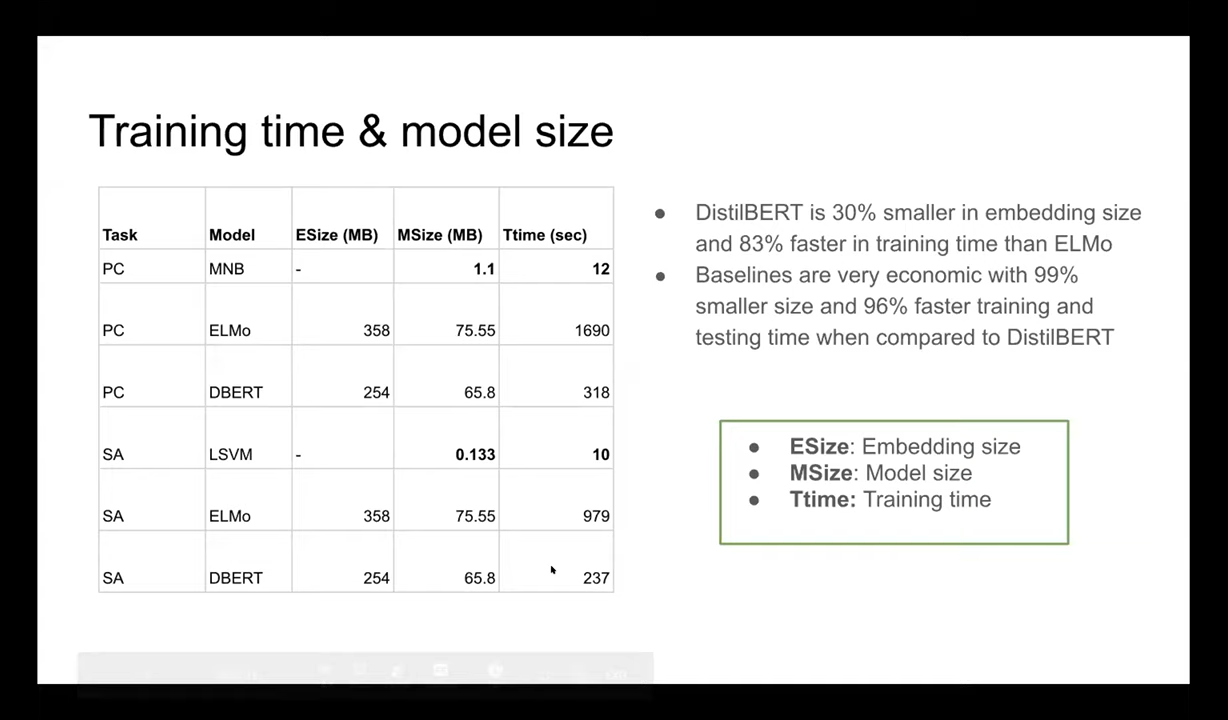 Training time & model size
Task Model ESize (MB) MSize (MB) Ttime (sec)
PC MNB - 1.1 12
PC ELMo 358 75.55 1690
PC DBERT 254 65.8 318
SA LSVM - 0.133 10
SA ELMo 358 75.55 979
SA DBERT 254 65.8 237
● DistilBERT is 30% smaller in embedding size
and 83% faster in training time than ELMo
● Baselines are very economic with 99%
smaller size and 96% faster training and
testing time when compared to DistilBERT
● ESize: Embedding size
● MSize: Model size
● Ttime: Training time